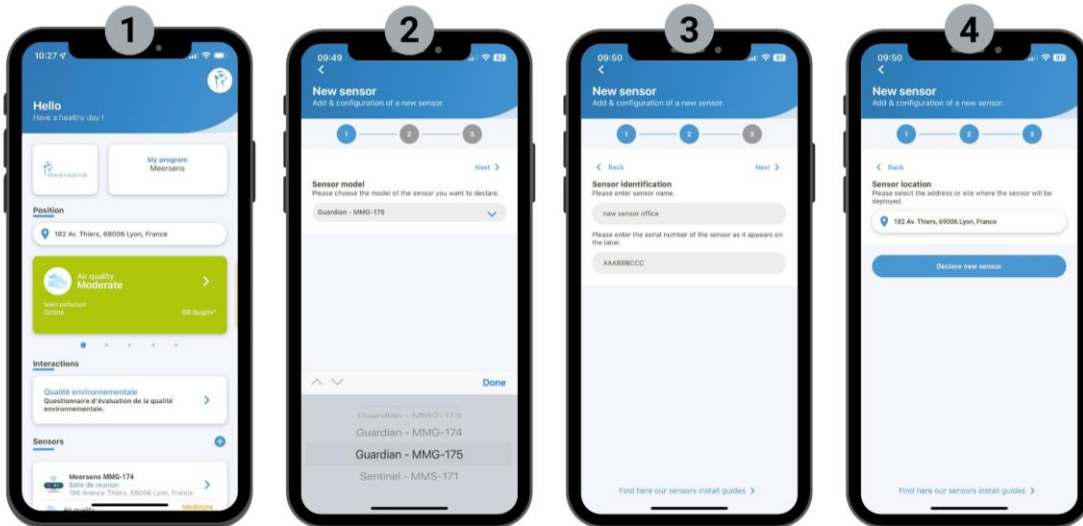 1
10:27
Hello
Have a healthy day !
meersens
My program
Meersens
Position
182 Av. Thiers, 69006 Lyon, France
Air quality
Moderate
Main pollutant
Ozone
Interactions
Qualité environnementale
Questionnaire d'évaluation de la qualité
environnementale.
Sensors
Meersens MMG-174
Salle de reunion
186 Avenue Thiers, 69006 Lyon, France
Air quality
Mediocre
2
09:49
92
New sensor
Add & configuration of a new sensor.
1
2
3
Next
Sensor model
Please choose the model of the sensor you want to declare.
Guardian - MMG-175
Done
Guardian - MMG-173
Guardian - MMG-174
Guardian - MMG-175
Sentinel - MMS-171
3
09:50
91
New sensor
Add & configuration of a new sensor.
1
2
3
Back
Next
Sensor identification
Please enter sensor name.
new sensor office
Please enter the serial number of the sensor as it appears on
the label.
AAABBBCCC
Find here our sensors install guides
4
09:50
91
New sensor
Add & configuration of a new sensor.
1
2
3
Back
Sensor location
Please select the address or site where the sensor will be
deployed.
182 Av. Thiers, 69006 Lyon, France
Declare new sensor
Find here our sensors install guides